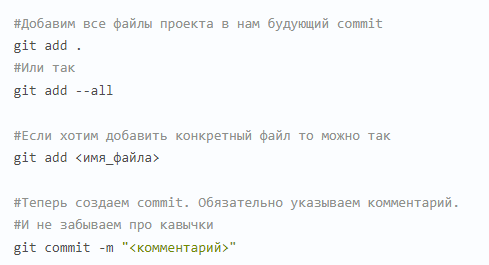 #Добавим все файлы проекта в нам будующий commit
git add .
#Или так
git add --all
#Если хотим добавить конкретный файл то можно так
git add <имя_файла>
#Теперь создаем commit. Обязательно указываем комментарий.
#И не забываем про кавычки
git commit -m "<комментарий>"